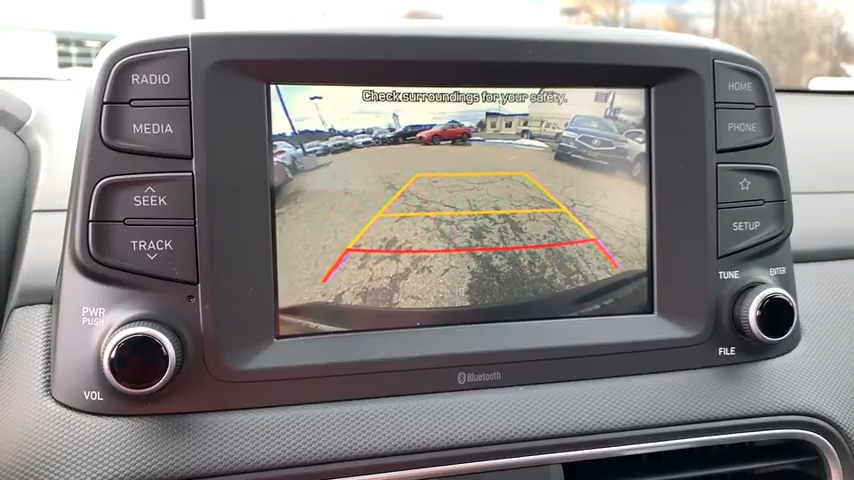 Check surroundings for your safety.
RADIO
MEDIA
SEEK
TRACK
PWR
PUSH
VOL
HOME
PHONE
SETUP
TUNE
ENTER
FILE
Bluetooth